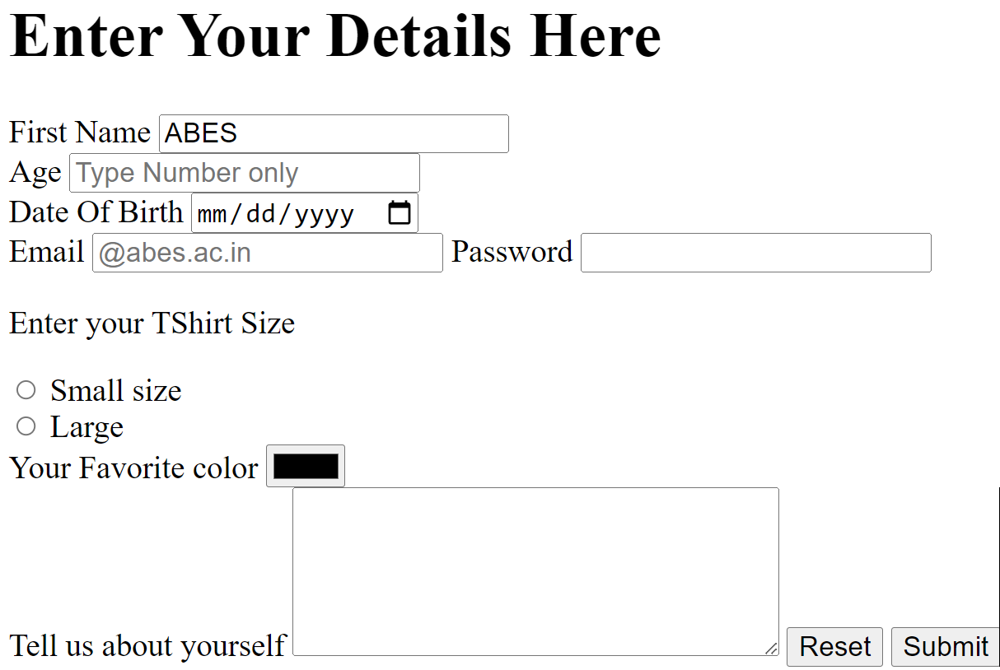 Enter Your Details Here
First Name ABES
Age Type Number only
Date Of Birth mm/dd/yyyy
Email @abes.ac.in Password
Enter your TShirt Size
Small size
Large
Your Favorite color
Tell us about yourself Reset Submit